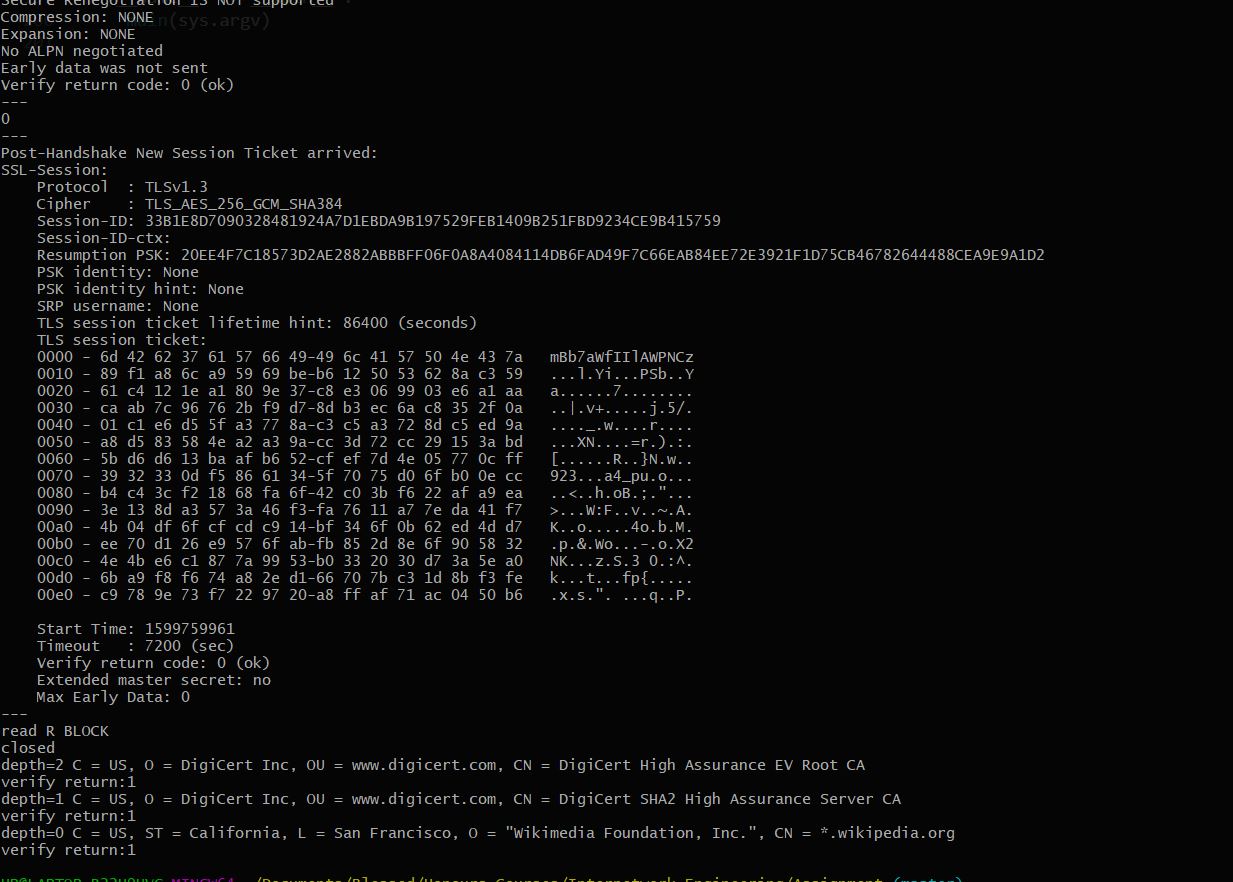 Secure Renegotiation IS NOT supported
Compression: NONE
(sys.argv)
Expansion: NONE
No ALPN negotiated
Early data was not sent
Verify return code: 0 (ok)
---
0
---
Post-Handshake New Session Ticket arrived:
SSL-Session:
    Protocol  : TLSv1.3
    Cipher    : TLS_AES_256_GCM_SHA384
    Session-ID: 33B1E8D7090328481924A7D1EBDA9B197529FEB1409B251FBD9234CE9B415759
    Session-ID-ctx:
    Resumption PSK: 20EE4F7C18573D2AE2882ABBBFF06F0A8A4084114DB6FAD49F7C66EAB84EE72E3921F1D75CB46782644488CEA9E9A1D2
    PSK identity: None
    PSK identity hint: None
    SRP username: None
    TLS session ticket lifetime hint: 86400 (seconds)
    TLS session ticket:
    0000 - 6d 42 62 37 61 57 66 49-49 6c 41 57 50 4e 43 7a   mBb7aWfIIlAWPNCz
    0010 - 89 f1 a8 6c a9 59 69 be-b6 12 50 53 62 8a c3 59   ...l.Yi...PSb..Y
    0020 - 61 c4 12 1e a1 80 9e 37-c8 e3 06 99 03 e6 a1 aa   a......7........
    0030 - ca ab 7c 96 76 2b f9 d7-8d b3 ec 6a c8 35 2f 0a   ..|.v+.....j.5/.
    0040 - 01 c1 e6 d5 5f a3 77 8a-c3 c5 a3 72 8d c5 ed 9a   ...._.w....r....
    0050 - a8 d5 83 58 4e a2 a3 9a-cc 3d 72 cc 29 15 3a bd   ...XN....=r.).:.
    0060 - 5b d6 d6 13 ba af b6 52-cf ef 7d 4e 05 77 0c ff   [......R..}N.w..
    0070 - 39 32 33 0d f5 86 61 34-5f 70 75 d0 6f b0 0e cc   923...a4_pu.o...
    0080 - b4 c4 3c f2 18 68 fa 6f-42 c0 3b f6 22 af a9 ea   ..<..h.oB.;."...
    0090 - 3e 13 8d a3 57 3a 46 f3-fa 76 11 a7 7e da 41 f7   >...W:F..v..~.A.
    00a0 - 4b 04 df 6f cf cd c9 14-bf 34 6f 0b 62 ed 4d d7   K..o.....4o.b.M.
    00b0 - ee 70 d1 26 e9 57 6f ab-fb 85 2d 8e 6f 90 58 32   .p.&.Wo...-.o.X2
    00c0 - 4e 4b e6 c1 87 7a 99 53-b0 33 20 30 d7 3a 5e a0   NK...z.S.3 0.:^.
    00d0 - 6b a9 f8 f6 74 a8 2e d1-66 70 7b c3 1d 8b f3 fe   k...t...fp{.....
    00e0 - c9 78 9e 73 f7 22 97 20-a8 ff af 71 ac 04 50 b6   .x.s.". ...q..P.
    Start Time: 1599759961
    Timeout   : 7200 (sec)
    Verify return code: 0 (ok)
    Extended master secret: no
    Max Early Data: 0
---
read R BLOCK
closed
depth=2 C = US, O = DigiCert Inc, OU = www.digicert.com, CN = DigiCert High Assurance EV Root CA
verify return:1
depth=1 C = US, O = DigiCert Inc, OU = www.digicert.com, CN = DigiCert SHA2 High Assurance Server CA
verify return:1
depth=0 C = US, ST = California, L = San Francisco, O = "Wikimedia Foundation, Inc.", CN = *.wikipedia.org
verify return:1